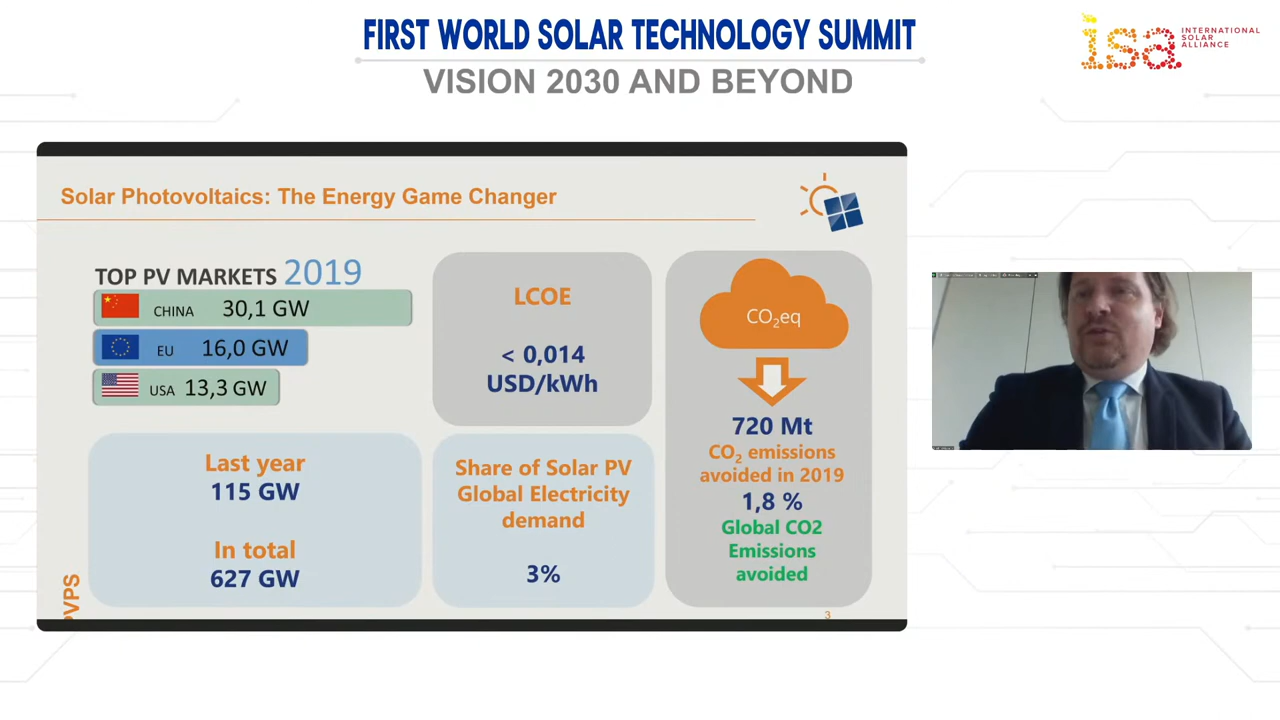 FIRST WORLD SOLAR TECHNOLOGY SUMMIT
VISION 2030 AND BEYOND
isa
INTERNATIONAL
SOLAR
ALLIANCE
Solar Photovoltaics: The Energy Game Changer
TOP PV MARKETS 2019
CHINA 30,1 GW
EU 16,0 GW
USA 13,3 GW
LCOE
< 0,014
USD/kWh
CO₂eq
720 Mt
CO₂ emissions
avoided in 2019
1,8 %
Global CO2
Emissions
avoided
Last year
115 GW
In total
627 GW
Share of Solar PV
Global Electricity
demand
3%
PVPS
3